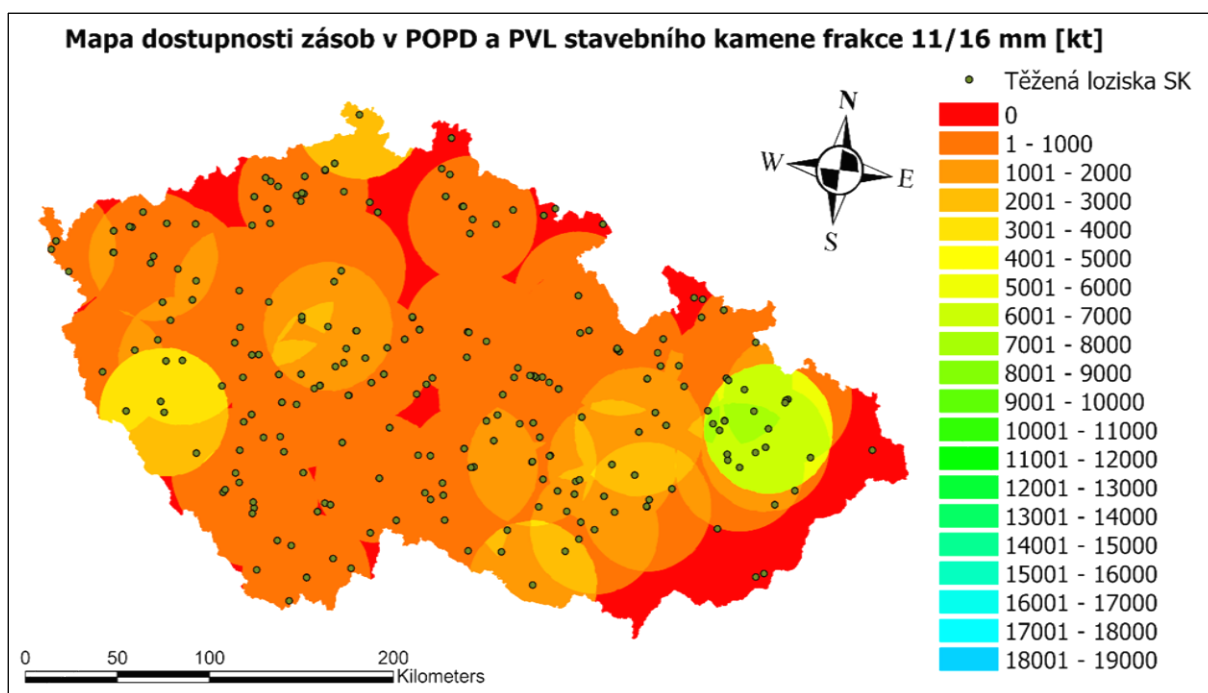 Mapa dostupnosti zásob v POPD a PVL stavebního kamene frakce 11/16 mm [kt]
Těžená loziska SK
0
1 - 1000
1001 - 2000
2001 - 3000
3001 - 4000
4001 - 5000
5001 - 6000
6001 - 7000
7001 - 8000
8001 - 9000
9001 - 10000
10001 - 11000
11001 - 12000
12001 - 13000
13001 - 14000
14001 - 15000
15001 - 16000
16001 - 17000
17001 - 18000
18001 - 19000
N
W
E
S
0 50 100 200
Kilometers